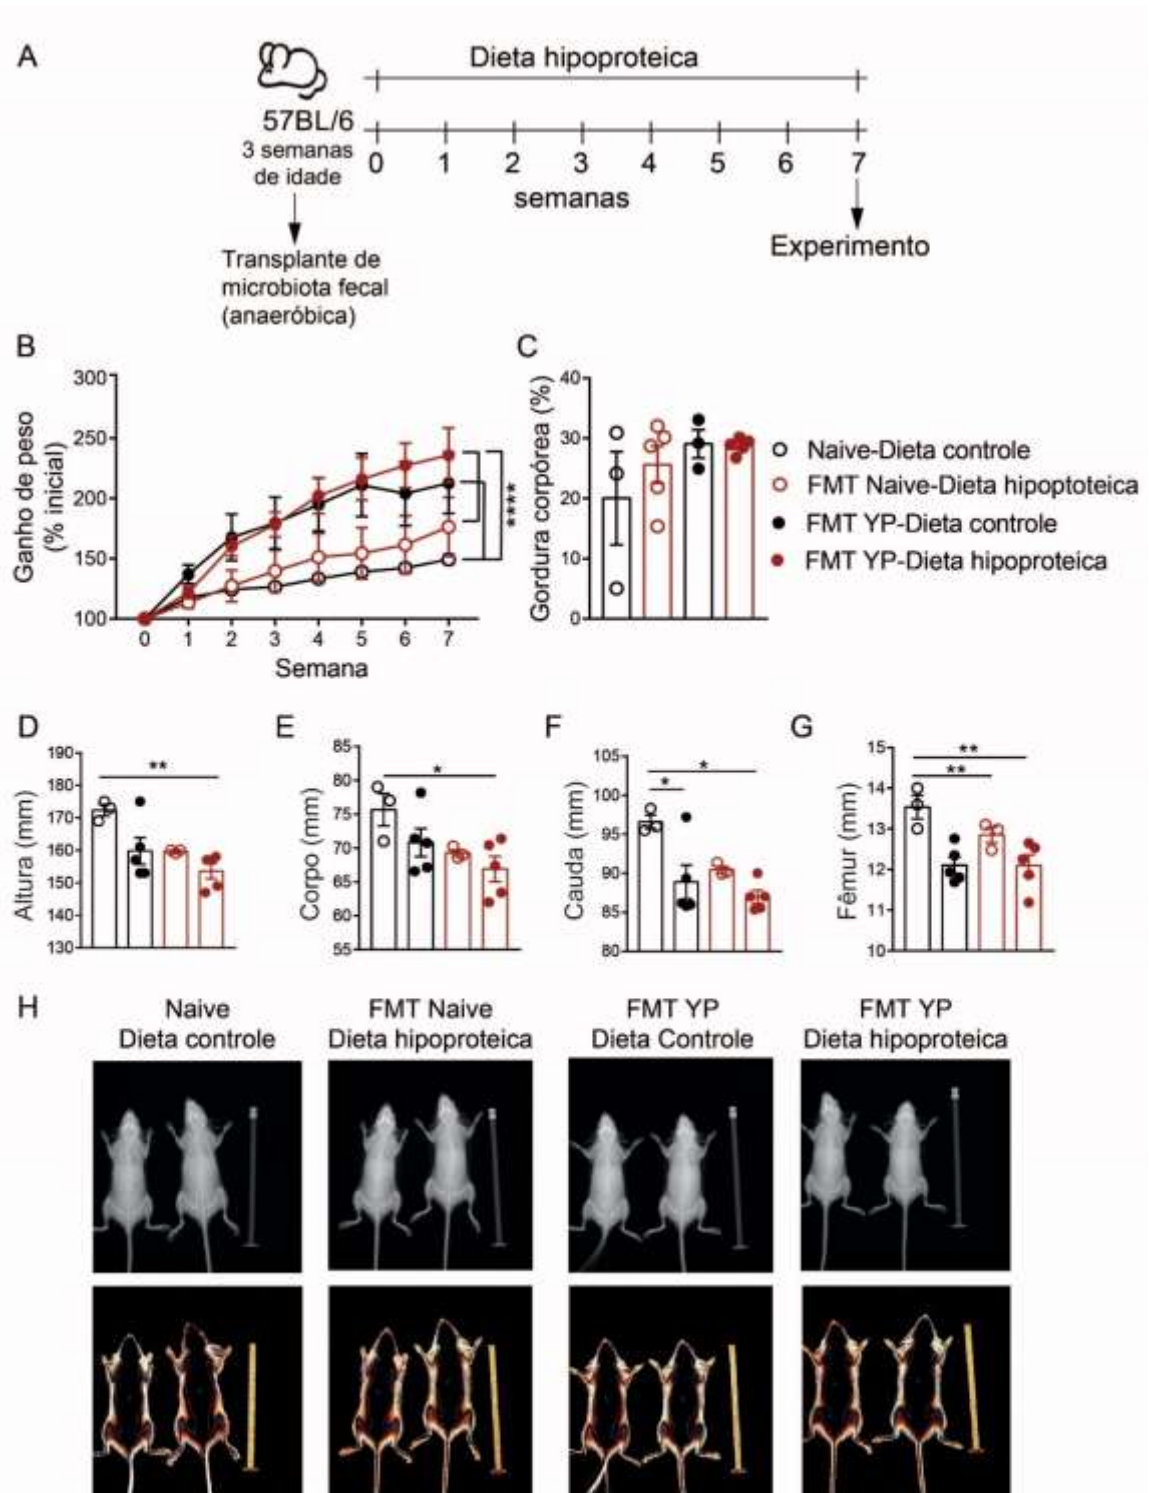 A
Dieta hipoproteica
57BL/6
3 semanas
de idade
0 1 2 3 4 5 6 7
semanas
Transplante de
microbiota fecal
(anaeróbica)
Experimento
B
Ganho de peso
(% inicial)
300
250
200
150
100
0 1 2 3 4 5 6 7
Semana
****
C
Gordura corpórea (%)
40
30
20
10
0
Naive-Dieta controle
FMT Naive-Dieta hipoptoteica
FMT YP-Dieta controle
FMT YP-Dieta hipoproteica
D
Altura (mm)
190
180
170
160
150
140
130
**
E
Corpo (mm)
85
80
75
70
65
60
55
*
F
Cauda (mm)
105
100
95
90
85
80
*
*
G
Fêmur (mm)
15
14
13
12
11
10
**
**
H
Naive
Dieta controle
FMT Naive
Dieta hipoproteica
FMT YP
Dieta Controle
FMT YP
Dieta hipoproteica